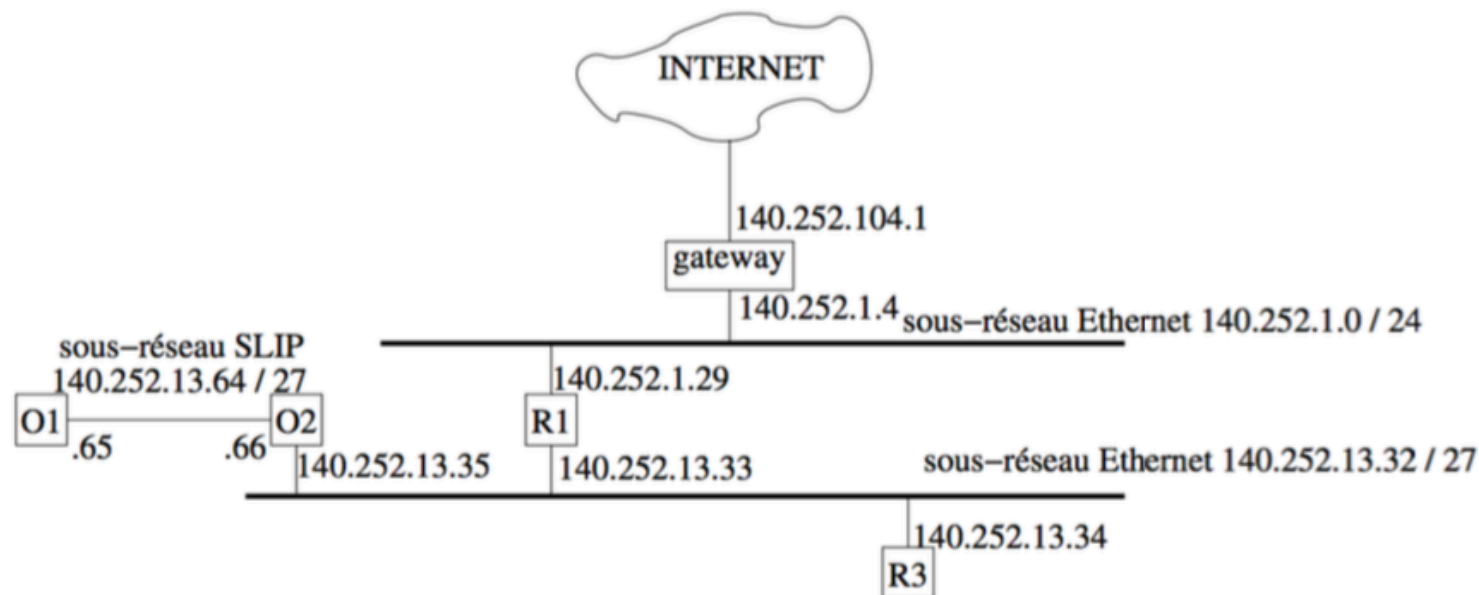 INTERNET
140.252.104.1
gateway
140.252.1.4
sous-réseau Ethernet 140.252.1.0 / 24
sous-réseau SLIP
140.252.13.64 / 27
O1
.65
.66
O2
140.252.13.35
140.252.1.29
R1
140.252.13.33
sous-réseau Ethernet 140.252.13.32 / 27
140.252.13.34
R3